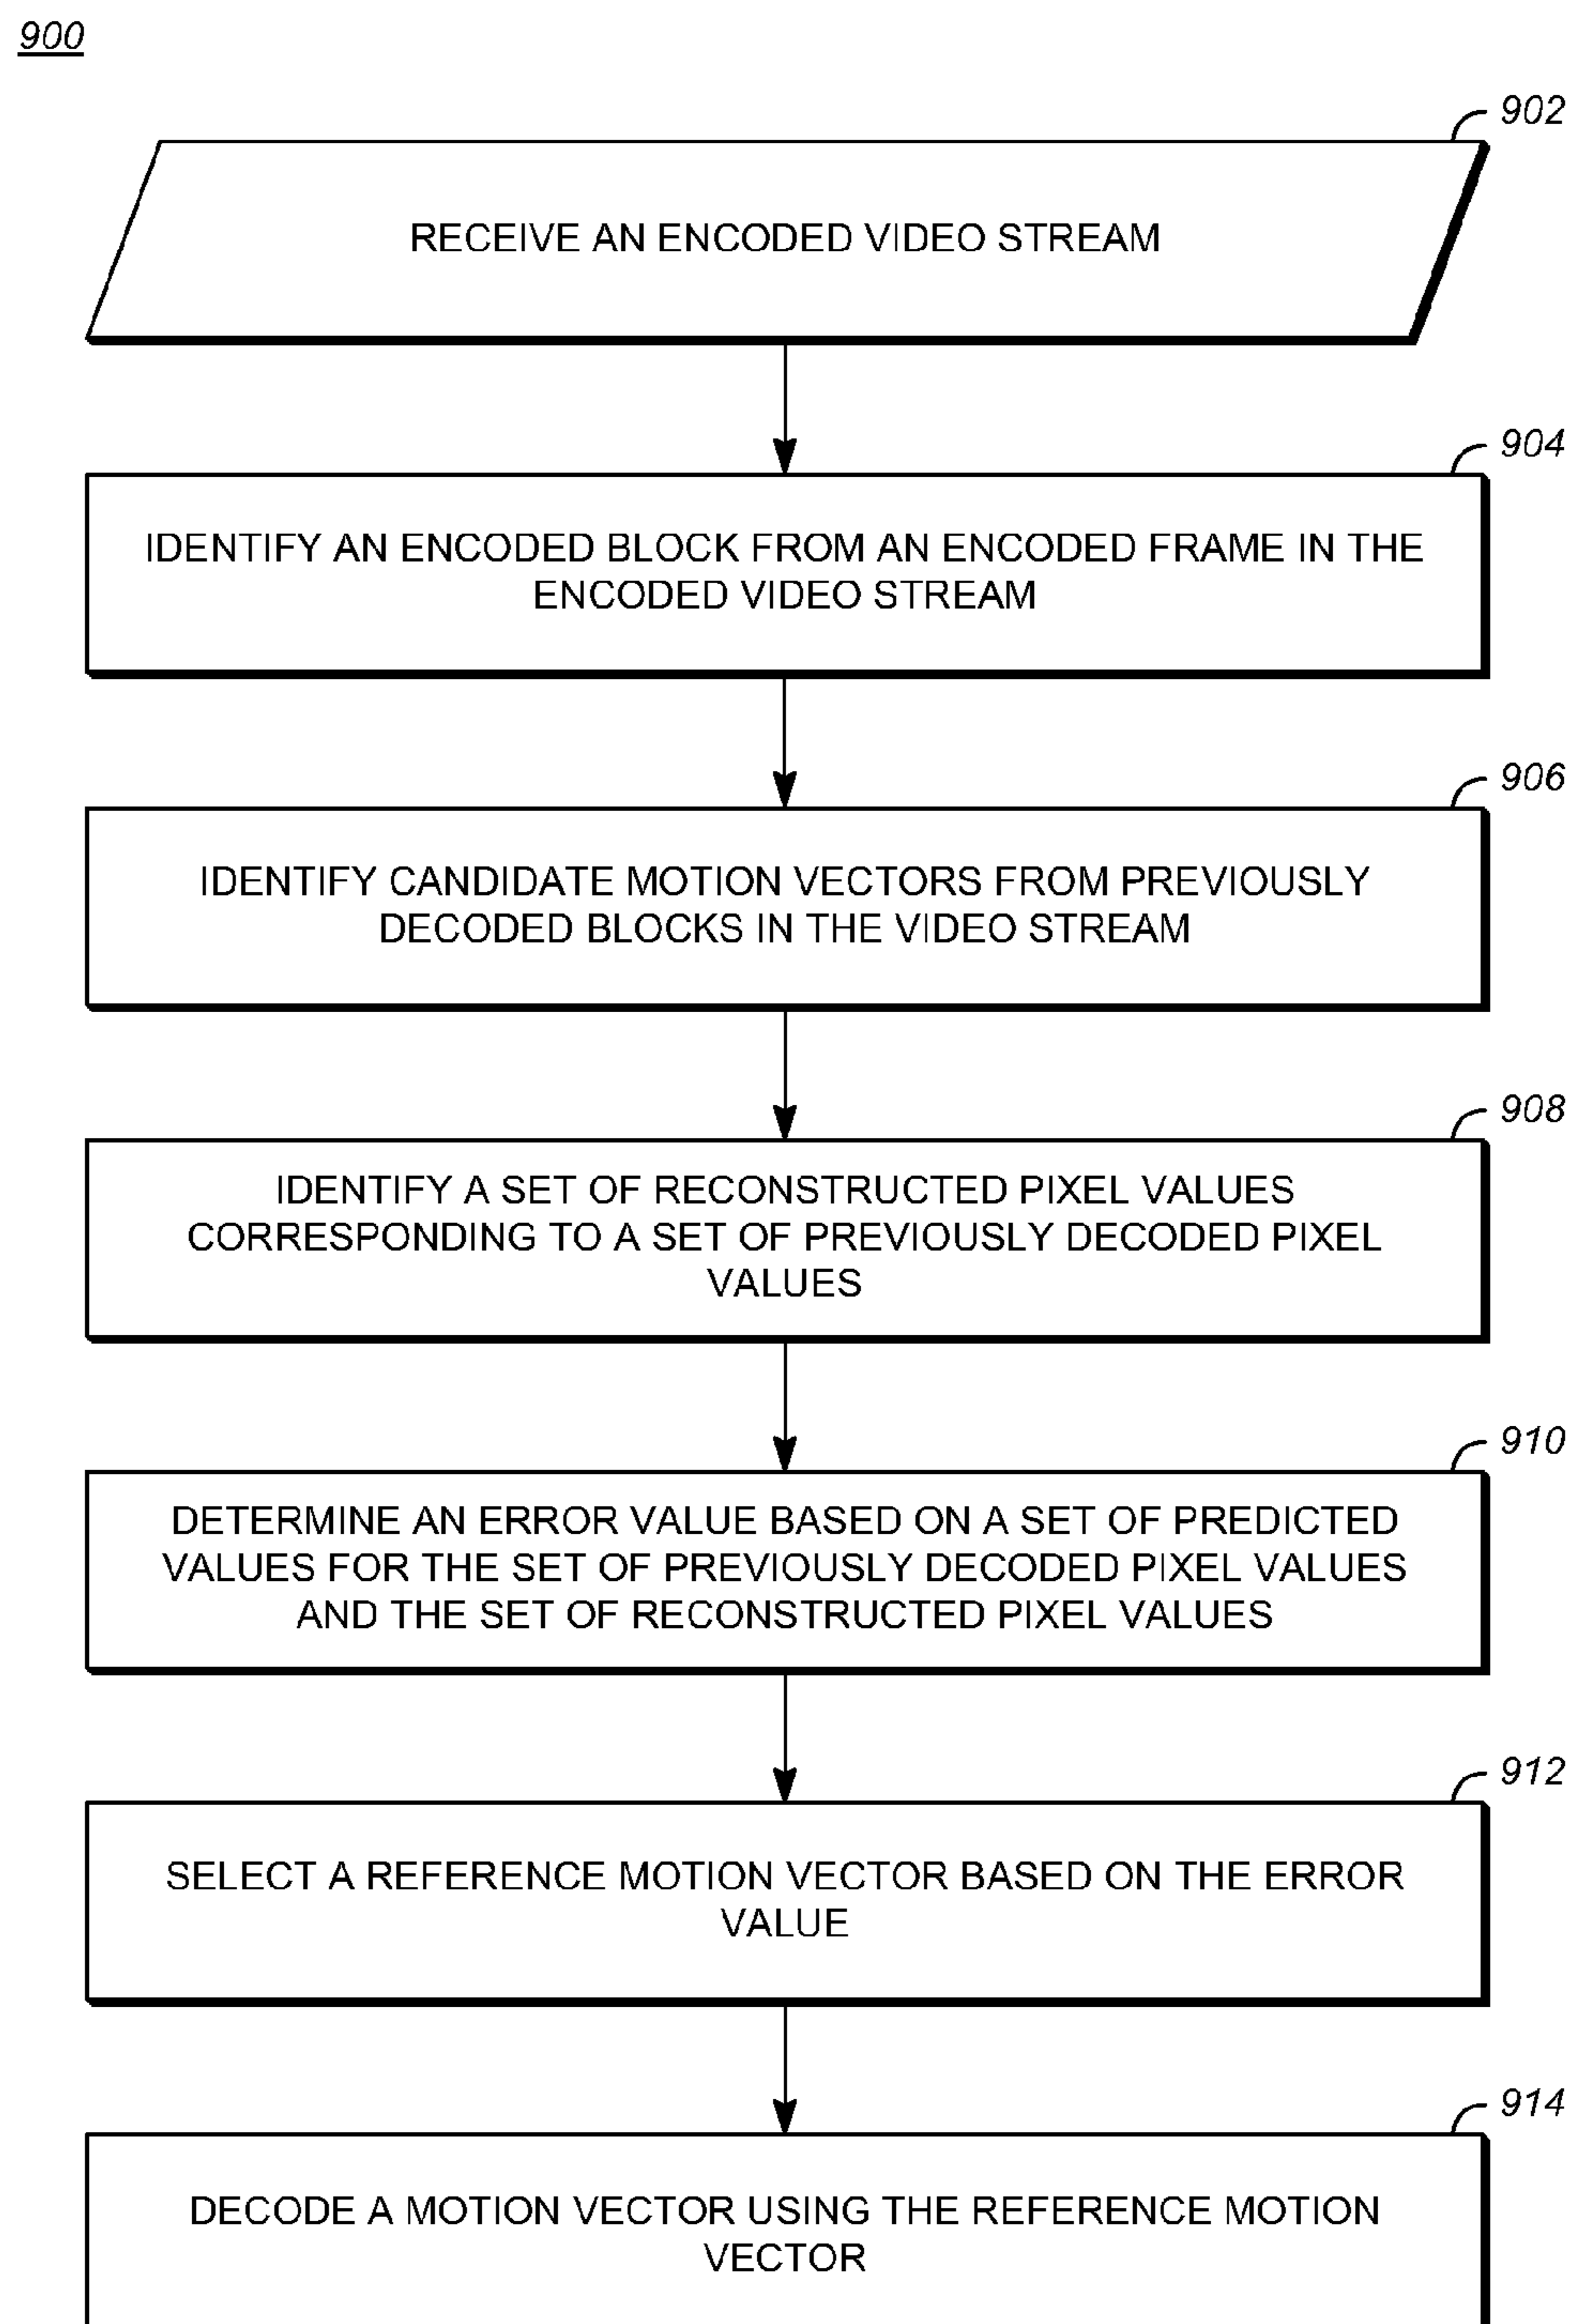 900
902
RECEIVE AN ENCODED VIDEO STREAM
904
IDENTIFY AN ENCODED BLOCK FROM AN ENCODED FRAME IN THE
ENCODED VIDEO STREAM
906
IDENTIFY CANDIDATE MOTION VECTORS FROM PREVIOUSLY
DECODED BLOCKS IN THE VIDEO STREAM
908
IDENTIFY A SET OF RECONSTRUCTED PIXEL VALUES
CORRESPONDING TO A SET OF PREVIOUSLY DECODED PIXEL
VALUES
910
DETERMINE AN ERROR VALUE BASED ON A SET OF PREDICTED
VALUES FOR THE SET OF PREVIOUSLY DECODED PIXEL VALUES
AND THE SET OF RECONSTRUCTED PIXEL VALUES
912
SELECT A REFERENCE MOTION VECTOR BASED ON THE ERROR
VALUE
914
DECODE A MOTION VECTOR USING THE REFERENCE MOTION
VECTOR